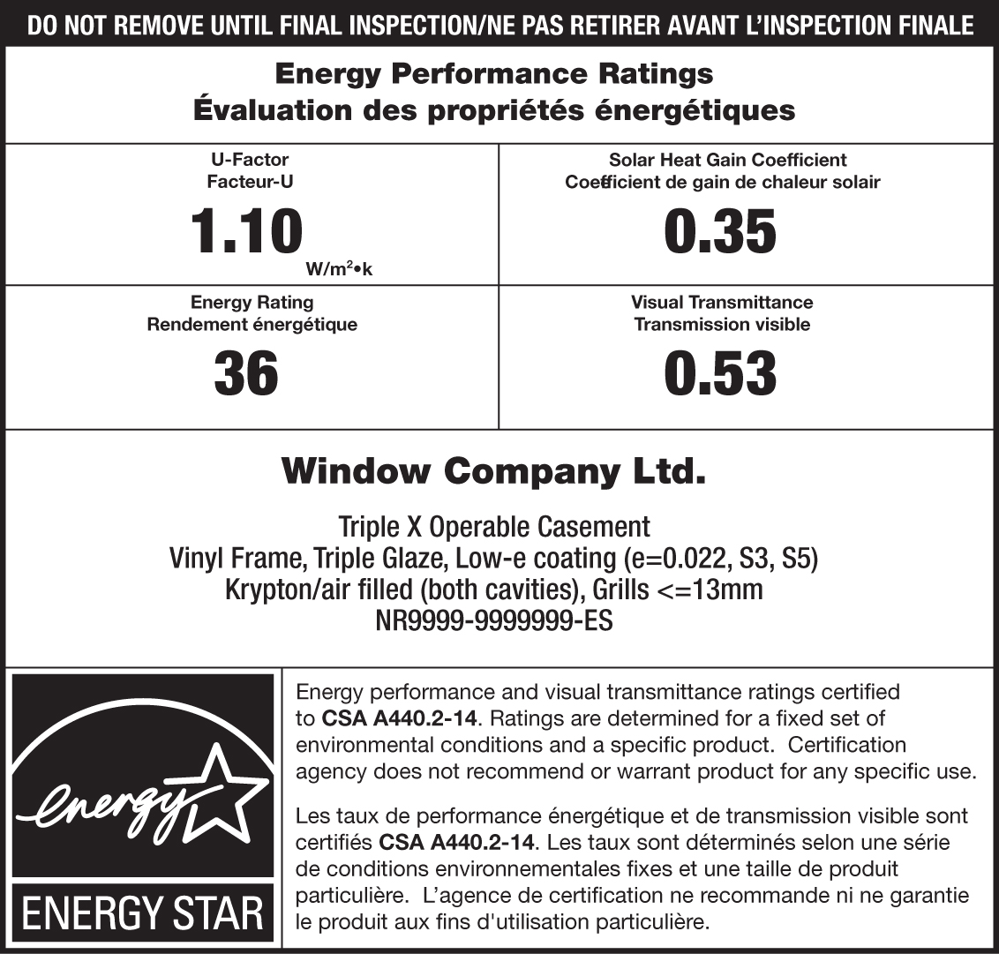 DO NOT REMOVE UNTIL FINAL INSPECTION/NE PAS RETIRER AVANT L’INSPECTION FINALE
Energy Performance Ratings
Évaluation des propriétés énergétiques
U-Factor
Facteur-U
1.10
W/m²•k
Solar Heat Gain Coefficient
Coefficient de gain de chaleur solair
0.35
Energy Rating
Rendement énergétique
36
Visual Transmittance
Transmission visible
0.53
Window Company Ltd.
Triple X Operable Casement
Vinyl Frame, Triple Glaze, Low-e coating (e=0.022, S3, S5)
Krypton/air filled (both cavities), Grills <=13mm
NR9999-9999999-ES
energy
ENERGY STAR
Energy performance and visual transmittance ratings certified
to CSA A440.2-14. Ratings are determined for a fixed set of
environmental conditions and a specific product.  Certification
agency does not recommend or warrant product for any specific use.
Les taux de performance énergétique et de transmission visible sont
certifiés CSA A440.2-14. Les taux sont déterminés selon une série
de conditions environnementales fixes et une taille de produit
particulière.  L’agence de certification ne recommande ni ne garantie
le produit aux fins d'utilisation particulière.